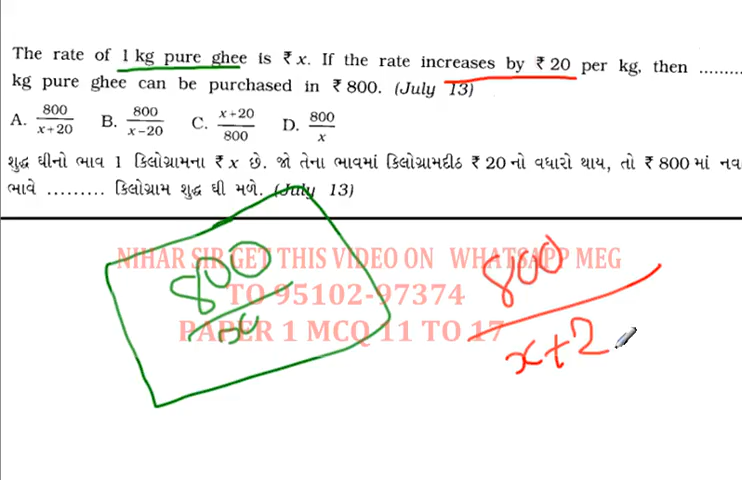 The rate of 1 kg pure ghee is ₹ x. If the rate increases by ₹ 20 per kg, then .........
kg pure ghee can be purchased in ₹ 800. (July 13)
A. 800/x+20 B. 800/x−20 C. x+20/800 D. 800/x
શુદ્ધ ઘીનો ભાવ 1 કિલોગ્રામના ₹ x છે. જો તેના ભાવમાં કિલોગ્રામદીઠ ₹ 20 નો વધારો થાય, તો ₹ 800 માં નવ
ભાવે ......... કિલોગ્રામ શુદ્ધ ઘી મળે. (July 13)
NIHAR SIR GET THIS VIDEO ON WHATSAPP MEG
TO 95102-97374
PAPER 1 MCQ 11 TO 17
800
x
800
x+2